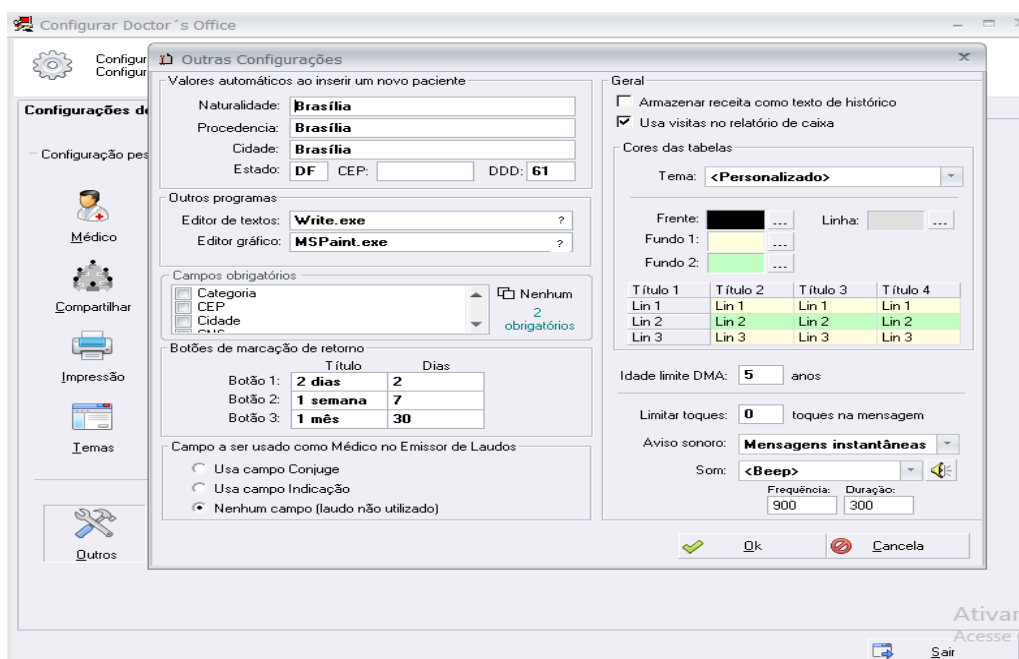 Configurar Doctor´s Office
Configur
Configur
Configurações de
Configuração pes
Médico
Compartilhar
Impressão
Temas
Outros
Outras Configurações
Valores automáticos ao inserir um novo paciente
Naturalidade: Brasília
Procedencia: Brasília
Cidade: Brasília
Estado: DF CEP: DDD: 61
Outros programas
Editor de textos: Write.exe ?
Editor gráfico: MSPaint.exe ?
Campos obrigatórios
Categoria
CEP
Cidade
Nenhum
2
obrigatórios
Botões de marcação de retorno
Título Dias
Botão 1: 2 dias 2
Botão 2: 1 semana 7
Botão 3: 1 mês 30
Campo a ser usado como Médico no Emissor de Laudos
Usa campo Conjuge
Usa campo Indicação
Nenhum campo (laudo não utilizado)
Geral
Armazenar receita como texto de histórico
Usa visitas no relatório de caixa
Cores das tabelas
Tema: <Personalizado>
Frente: ... Linha: ...
Fundo 1: ...
Fundo 2: ...
Título 1 Título 2 Título 3 Título 4
Lin 1 Lin 1 Lin 1 Lin 1
Lin 2 Lin 2 Lin 2 Lin 2
Lin 3 Lin 3 Lin 3 Lin 3
Idade limite DMA: 5 anos
Limitar toques: 0 toques na mensagem
Aviso sonoro: Mensagens instantâneas
Som: <Beep>
Frequência: Duração:
900 300
Ok Cancela
Ativar
Acesse
Sair